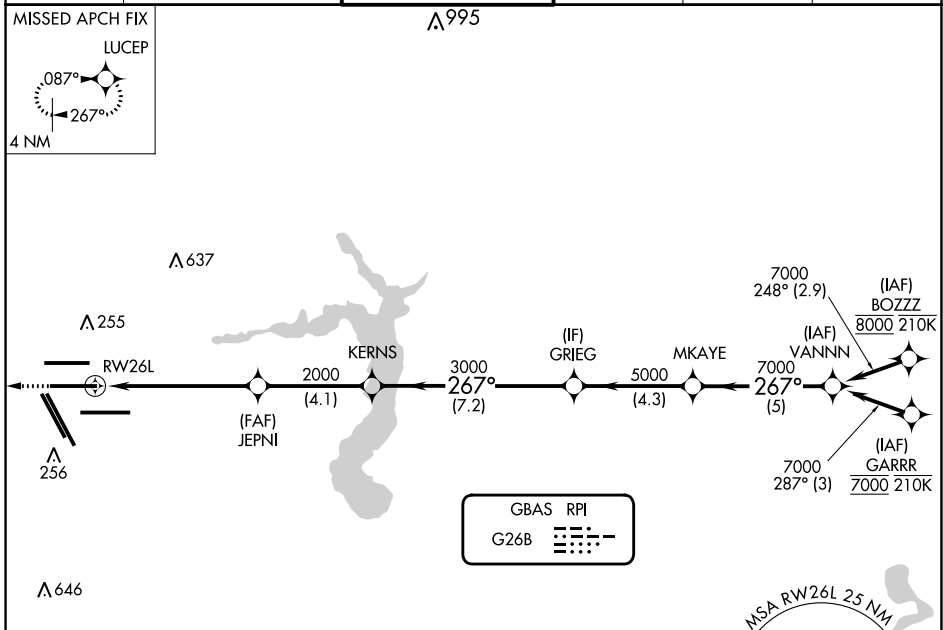 MISSED APCH FIX
LUCEP
087°
267°
4 NM
995
637
255
RW26L
256
646
(FAF)
JEPNI
2000
(4.1)
KERNS
3000
267°
(7.2)
(IF)
GRIEG
5000
(4.3)
MKAYE
7000
267°
(5)
(IAF)
VANNN
7000
248° (2.9)
(IAF)
BOZZZ
8000 210K
7000
287° (3)
(IAF)
GARRR
7000 210K
GBAS RPI
G26B
MSA RW26L 25 NM